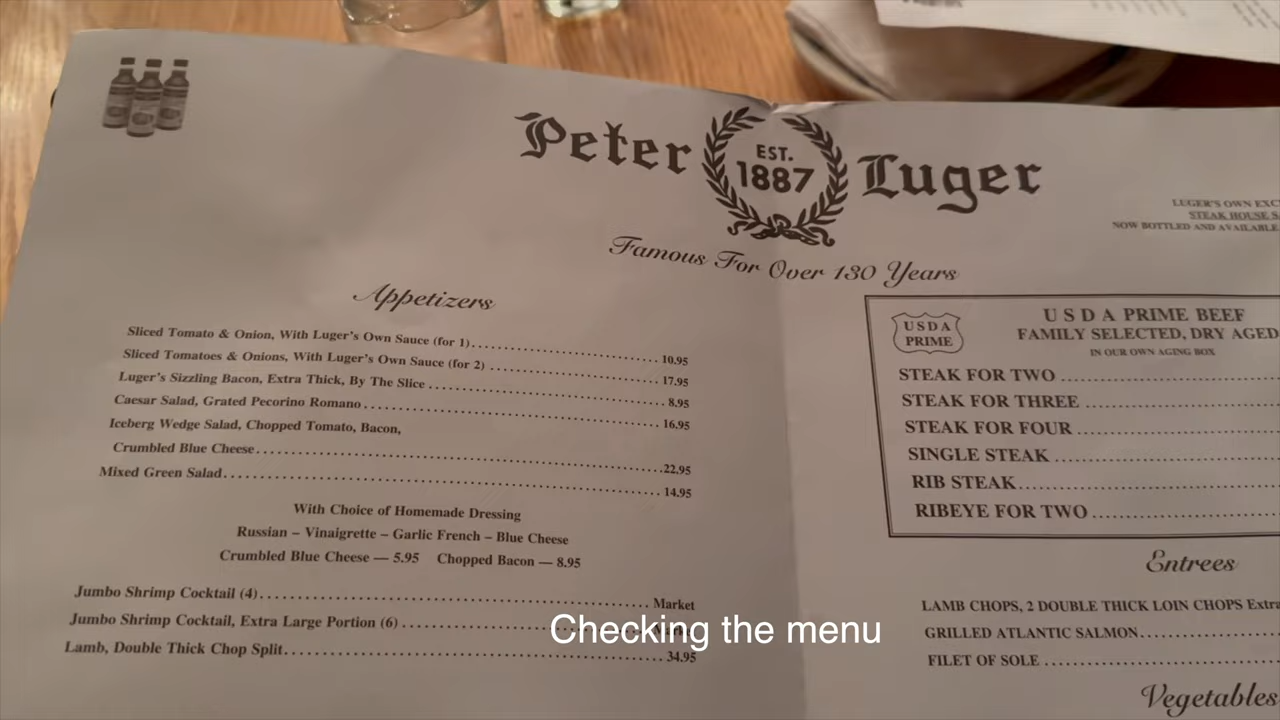 Peter
EST.
1887
Luger
Famous For Over 130 Years
LUGER'S OWN
STEAK HOUSE
NOW BOTTLED AND AVAILABLE
Appetizers
Sliced Tomato & Onion, With Luger's Own Sauce (for 1) 10.95
Sliced Tomatoes & Onions, With Luger's Own Sauce (for 2) 17.95
Luger's Sizzling Bacon, Extra Thick, By The Slice 8.95
Caesar Salad, Grated Pecorino Romano 16.95
Iceberg Wedge Salad, Chopped Tomato, Bacon,
Crumbled Blue Cheese 22.95
Mixed Green Salad 14.95
With Choice of Homemade Dressing
Russian – Vinaigrette – Garlic French – Blue Cheese
Crumbled Blue Cheese — 5.95 Chopped Bacon — 8.95
Jumbo Shrimp Cocktail (4) Market
Jumbo Shrimp Cocktail, Extra Large Portion (6)
Lamb, Double Thick Chop Split 34.95
USDA
PRIME
U S D A PRIME BEEF
FAMILY SELECTED, DRY AGED
IN OUR OWN AGING BOX
STEAK FOR TWO
STEAK FOR THREE
STEAK FOR FOUR
SINGLE STEAK
RIB STEAK
RIBEYE FOR TWO
Entrees
LAMB CHOPS, 2 DOUBLE THICK LOIN CHOPS Extra
GRILLED ATLANTIC SALMON
FILET OF SOLE
Vegetables
Checking the menu